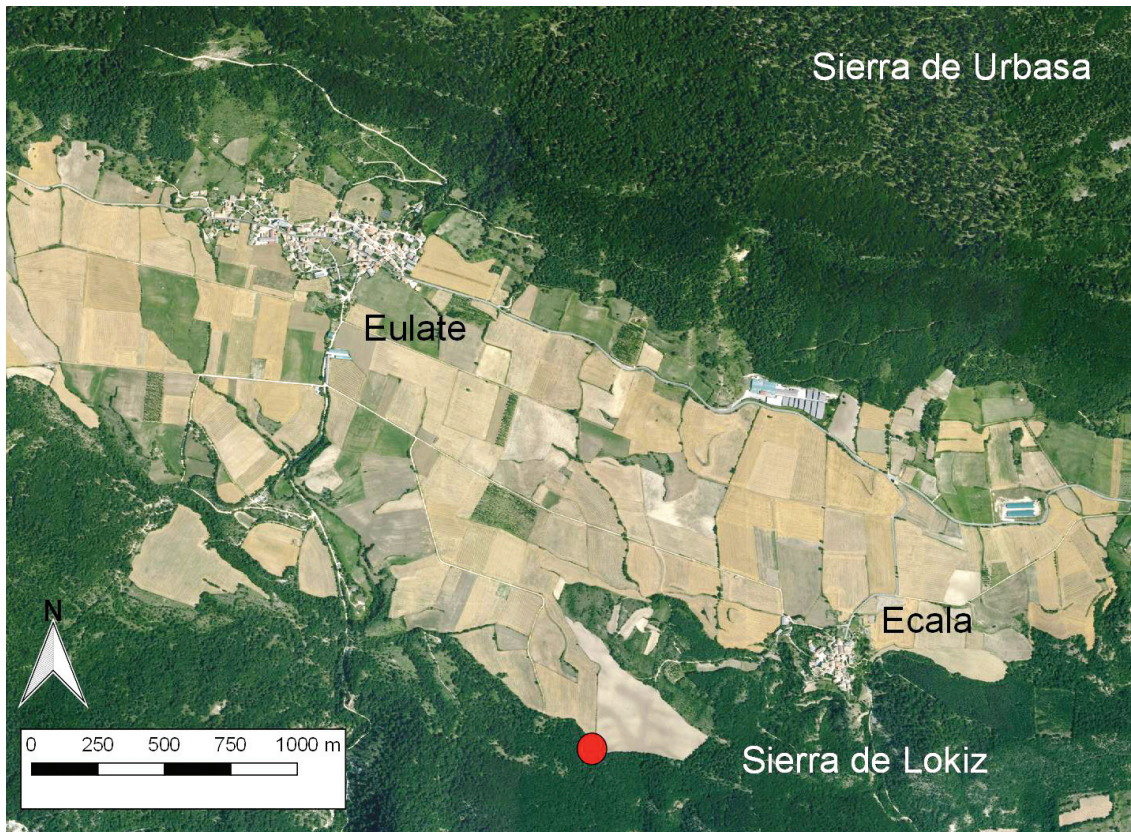 Sierra de Urbasa
Eulate
Ecala
N
Sierra de Lokiz
0 250 500 750 1000 m